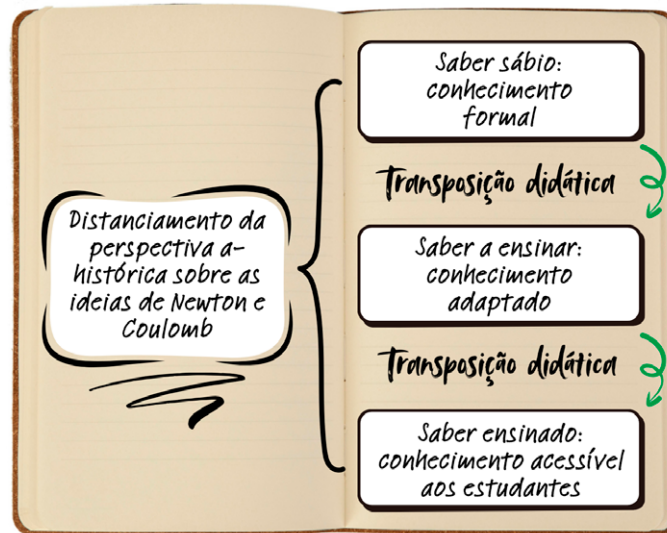 Distanciamento da
perspectiva a-
histórica sobre as
ideias de Newton e
Coulomb
Saber sábio:
conhecimento
formal
Transposição didática
Saber a ensinar:
conhecimento
adaptado
Transposição didática
Saber ensinado:
conhecimento acessível
aos estudantes